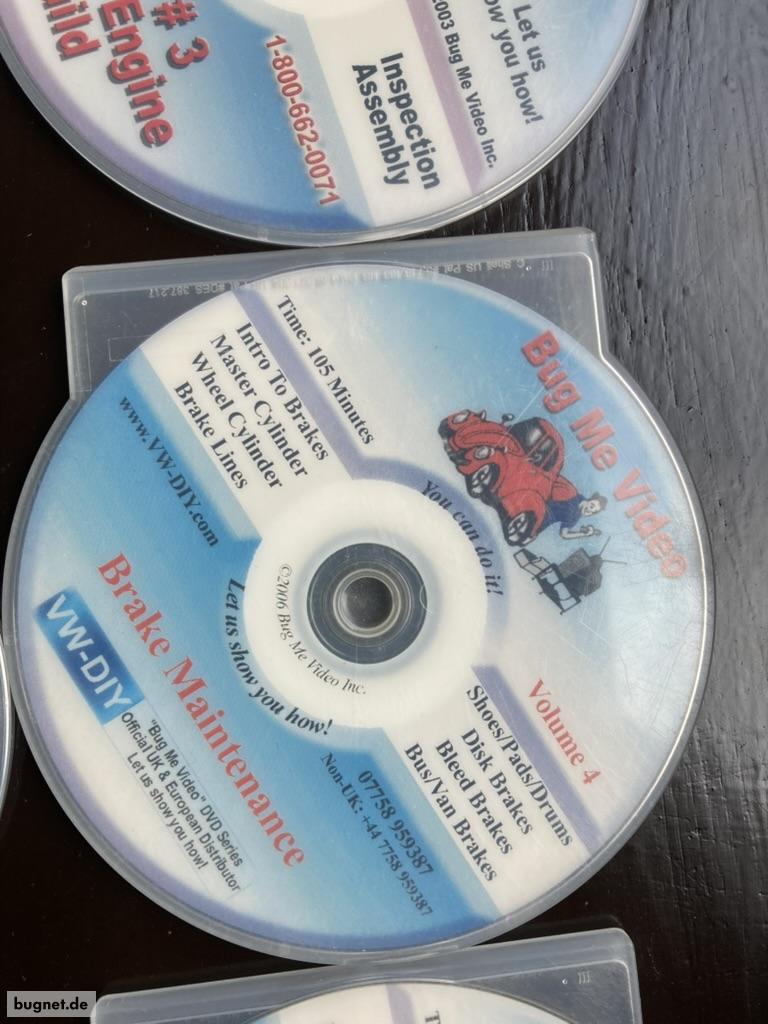 # 3
Engine
uild
1-800-662-0071
Inspection
Assembly
2003 Bug Me Video Inc.
Let us
ow you how!
Bug Me Video
You can do it!
Time: 105 Minutes
Intro To Brakes
Master Cylinder
Wheel Cylinder
Brake Lines
www.VW-DIY.com
©2006 Bug Me Video Inc.
Volume 4
Shoes/Pads/Drums
Disk Brakes
Bleed Brakes
Bus/Van Brakes
Let us show you how!
Brake Maintenance
07758 959387
Non-UK: +44 7758 959387
VW-DIY
"Bug Me Video" DVD Series
Official UK & European Distributor
Let us show you how!
bugnet.de